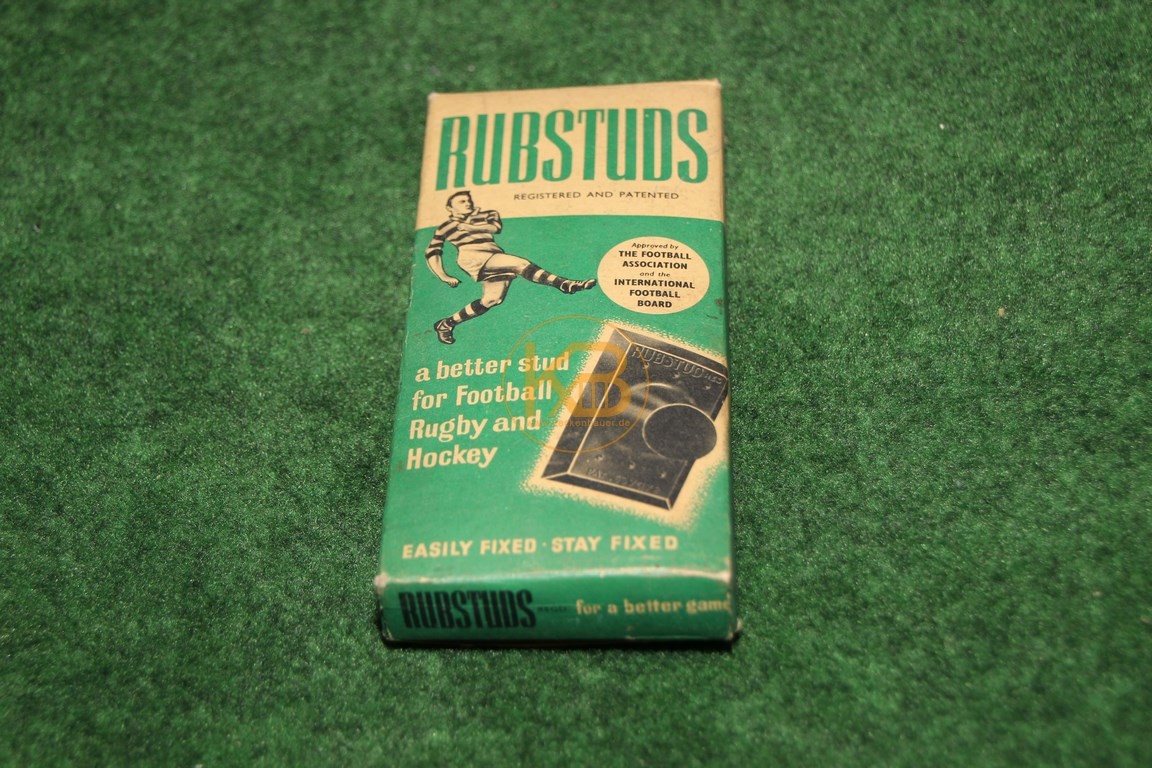 RUBSTUDS
REGISTERED AND PATENTED
Approved by
THE FOOTBALL
ASSOCIATION
and the
INTERNATIONAL
FOOTBALL
BOARD
a better stud
for Football
Rugby and
Hockey
RUBSTUD
EASILY FIXED · STAY FIXED
RUBSTUDS
for a better game